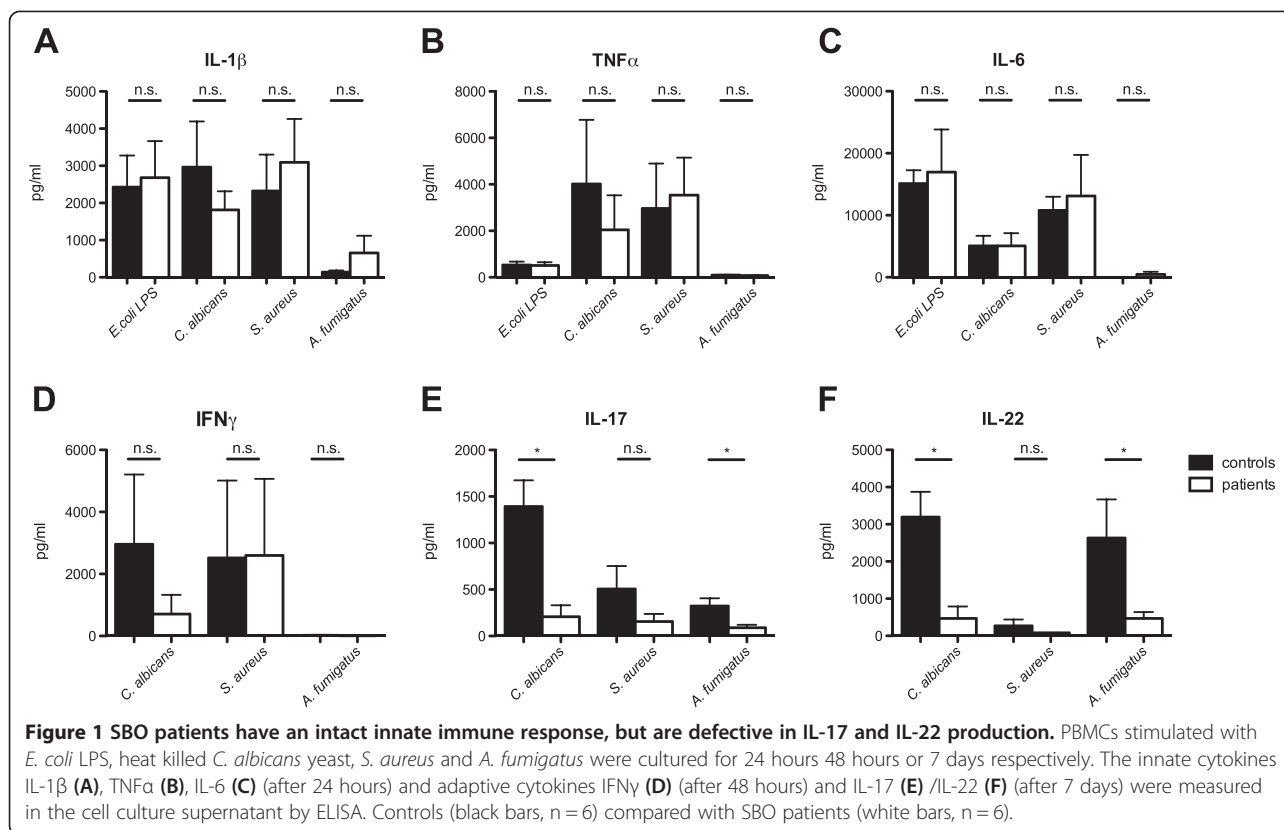 A
IL-1β
n.s. n.s. n.s. n.s.
5000
4000
3000
2000
1000
0
pg/ml
E.coli LPS
C. albicans
S. aureus
A. fumigatus
B
TNFα
n.s. n.s. n.s. n.s.
8000
6000
4000
2000
0
pg/ml
E.coli LPS
C. albicans
S. aureus
A. fumigatus
C
IL-6
n.s. n.s. n.s. n.s.
30000
20000
10000
0
pg/ml
E.coli LPS
C. albicans
S. aureus
A. fumigatus
D
IFNγ
n.s. n.s. n.s.
6000
4000
2000
0
pg/ml
C. albicans
S. aureus
A. fumigatus
E
IL-17
* n.s. *
2000
1500
1000
500
0
pg/ml
C. albicans
S. aureus
A. fumigatus
F
IL-22
* n.s. *
5000
4000
3000
2000
1000
0
pg/ml
C. albicans
S. aureus
A. fumigatus
controls
patients
Figure 1 SBO patients have an intact innate immune response, but are defective in IL-17 and IL-22 production. PBMCs stimulated with
E. coli LPS, heat killed C. albicans yeast, S. aureus and A. fumigatus were cultured for 24 hours 48 hours or 7 days respectively. The innate cytokines
IL-1β (A), TNFα (B), IL-6 (C) (after 24 hours) and adaptive cytokines IFNγ (D) (after 48 hours) and IL-17 (E) /IL-22 (F) (after 7 days) were measured
in the cell culture supernatant by ELISA. Controls (black bars, n = 6) compared with SBO patients (white bars, n = 6).